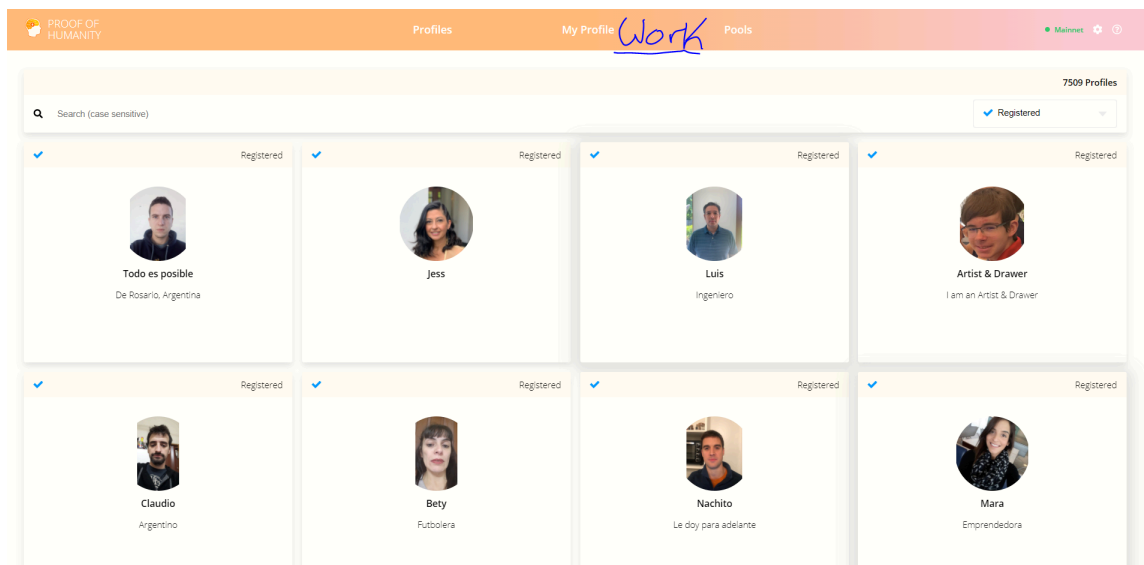 PROOF OF
HUMANITY
Profiles
My Profile
Work
Pools
Mainnet
7509 Profiles
Search (case sensitive)
Registered
Registered
Registered
Registered
Registered
Todo es posible
Jess
Luis
Artist & Drawer
De Rosario, Argentina
Ingeniero
I am an Artist & Drawer
Registered
Registered
Registered
Registered
Claudio
Bety
Nachito
Mara
Argentino
Futbolera
Le doy para adelante
Emprendedora